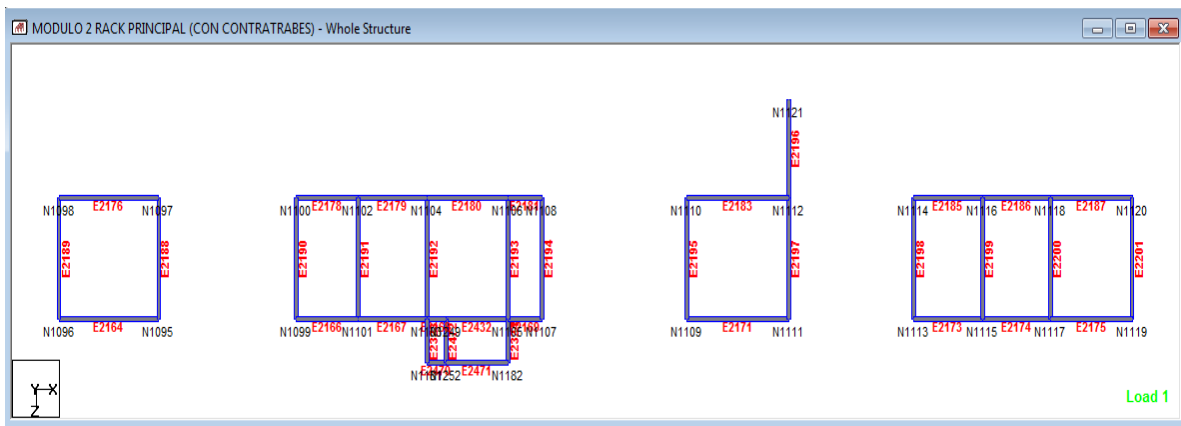 MODULO 2 RACK PRINCIPAL (CON CONTRATRABES) - Whole Structure
N1121
E2196
N1098 E2176 N1097 N1100 E2178 N1102 E2179 N1104 E2180 N1106 N1108 N1110 E2183 N1112 N1114 E2185 N1116 E2186 N1118 E2187 N1120
E2189 E2188 E2190 E2191 E2192 E2193 E2194 E2195 E2197 E2198 E2199 E2200 E2201
N1096 E2164 N1095 N1099 E2166 N1101 E2167 E2432 N1107 N1109 E2171 N1111 N1113 E2173 N1115 E2174 N1117 E2175 N1119
E2471 N1182
Y X
Z
Load 1